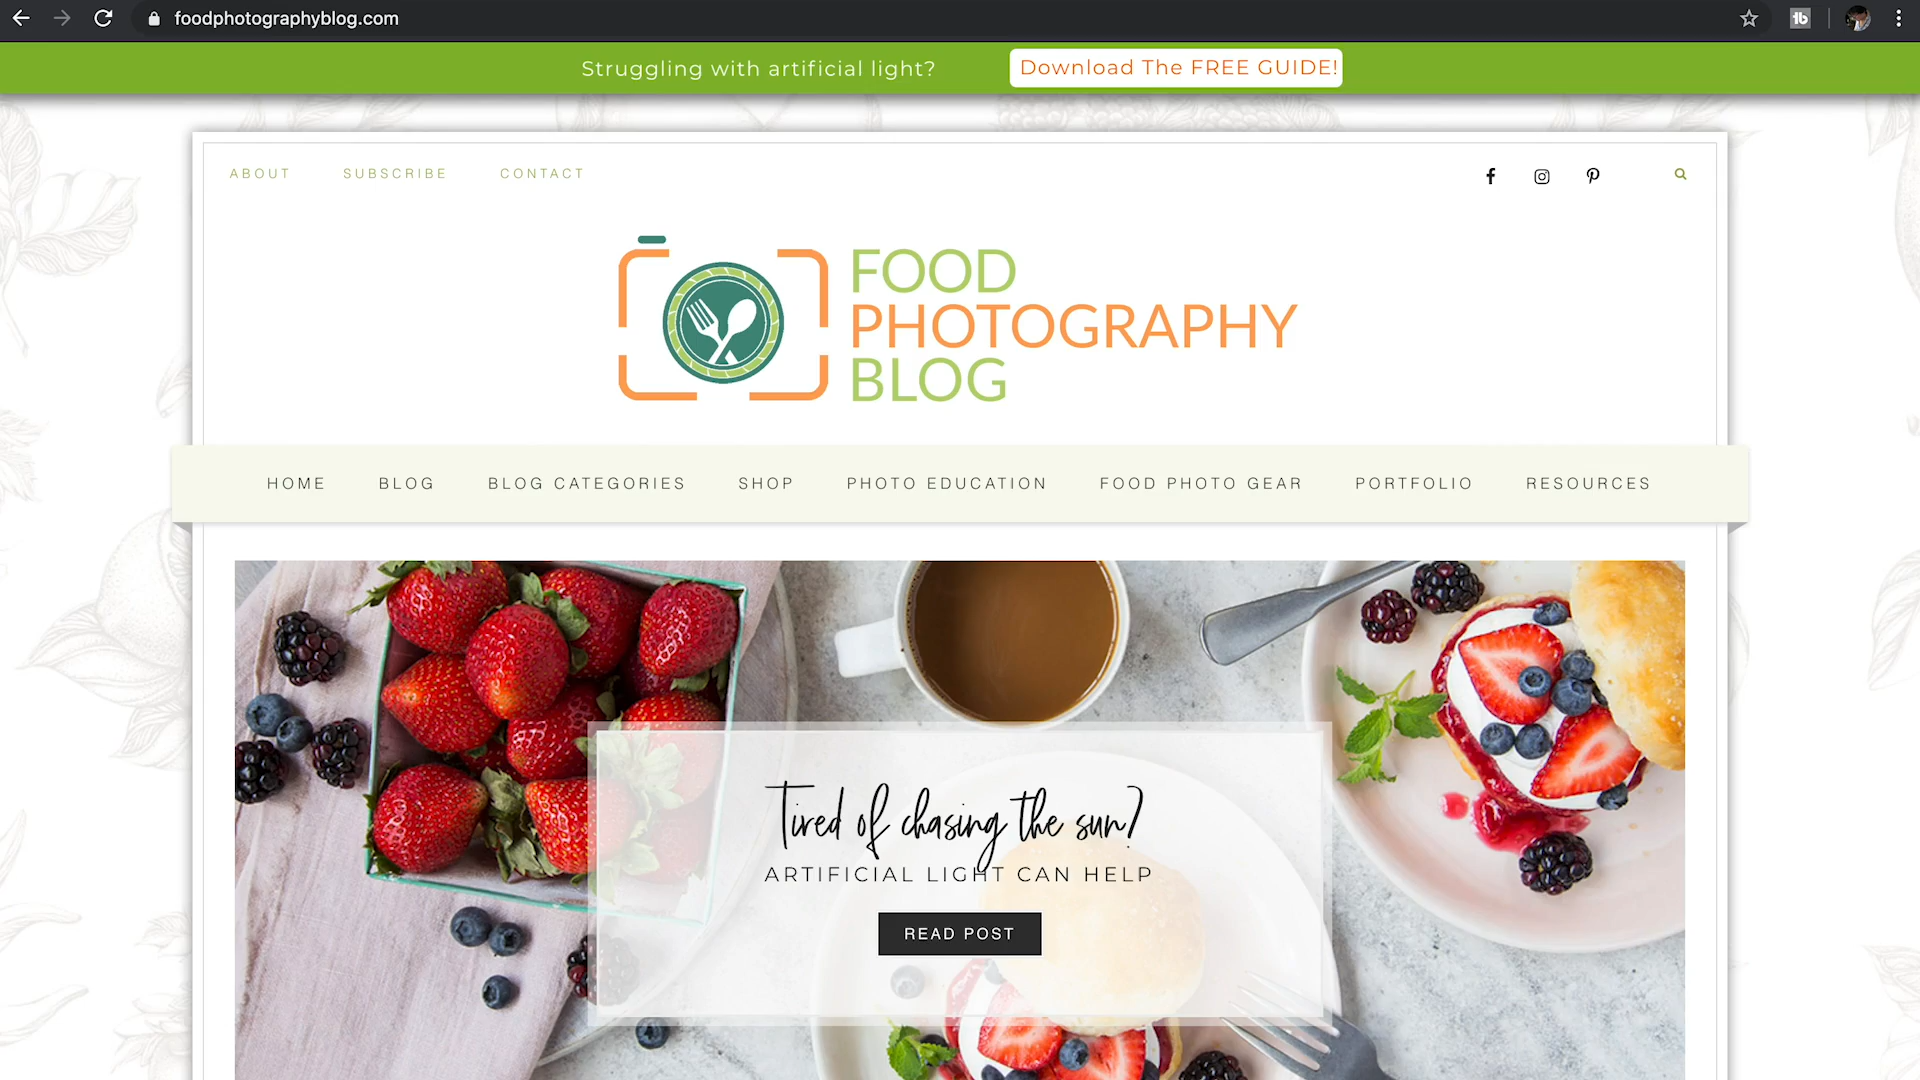 foodphotographyblog.com
Struggling with artificial light? Download The FREE GUIDE!
ABOUT SUBSCRIBE CONTACT
FOOD
PHOTOGRAPHY
BLOG
HOME BLOG BLOG CATEGORIES SHOP PHOTO EDUCATION FOOD PHOTO GEAR PORTFOLIO RESOURCES
Tired of chasing the sun?
ARTIFICIAL LIGHT CAN HELP
READ POST